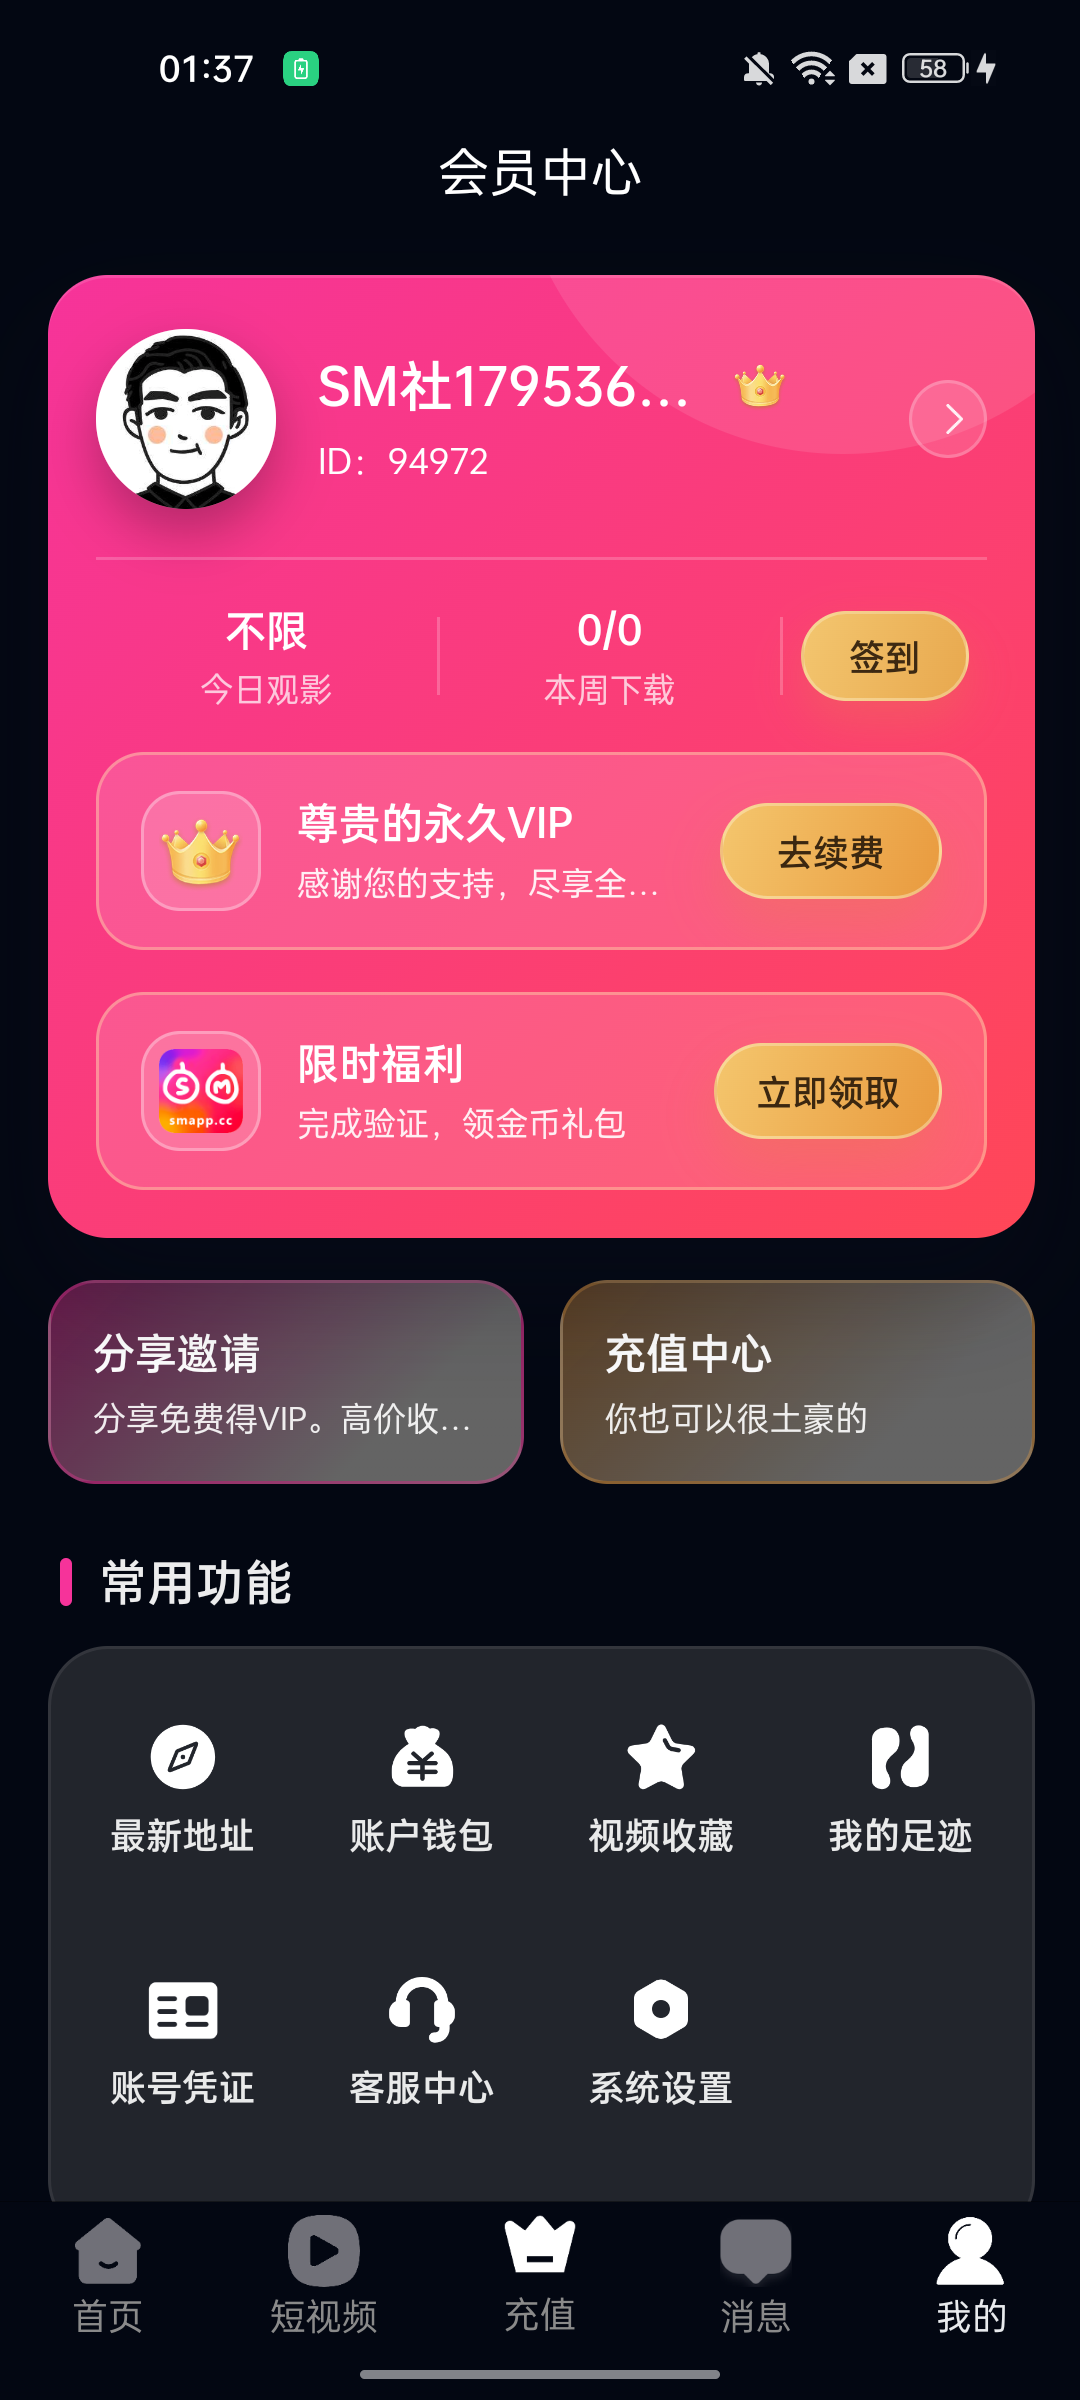 01:37
58
会员中心
SM社179536...
ID：94972
不限
今日观影
0/0
本周下载
签到
尊贵的永久VIP
感谢您的支持，尽享全...
去续费
SM
smapp.cc
限时福利
完成验证，领金币礼包
立即领取
分享邀请
分享免费得VIP。高价收...
充值中心
你也可以很土豪的
常用功能
最新地址
账户钱包
视频收藏
我的足迹
账号凭证
客服中心
系统设置
首页
短视频
充值
消息
我的